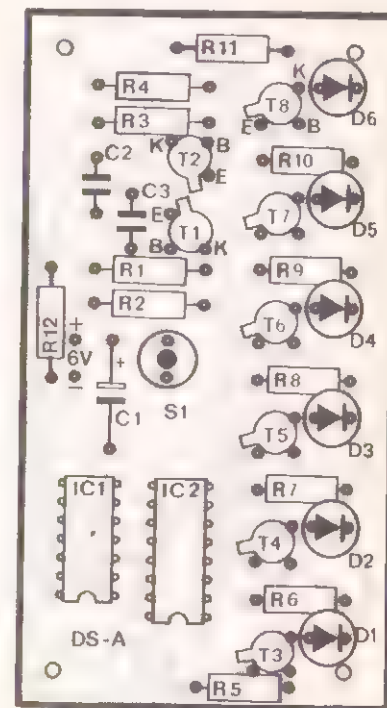 R11
R4
K
D6
T8
E
B
R3
K
B
T2
E
C2
R10
C3
E
T1
B
K
T7
D5
R1
R9
R2
T6
D4
R12
+
6V
–
+
C1
S1
R8
T5
D3
IC1
IC2
R7
T4
D2
R6
D1
DS-A
T3
R5